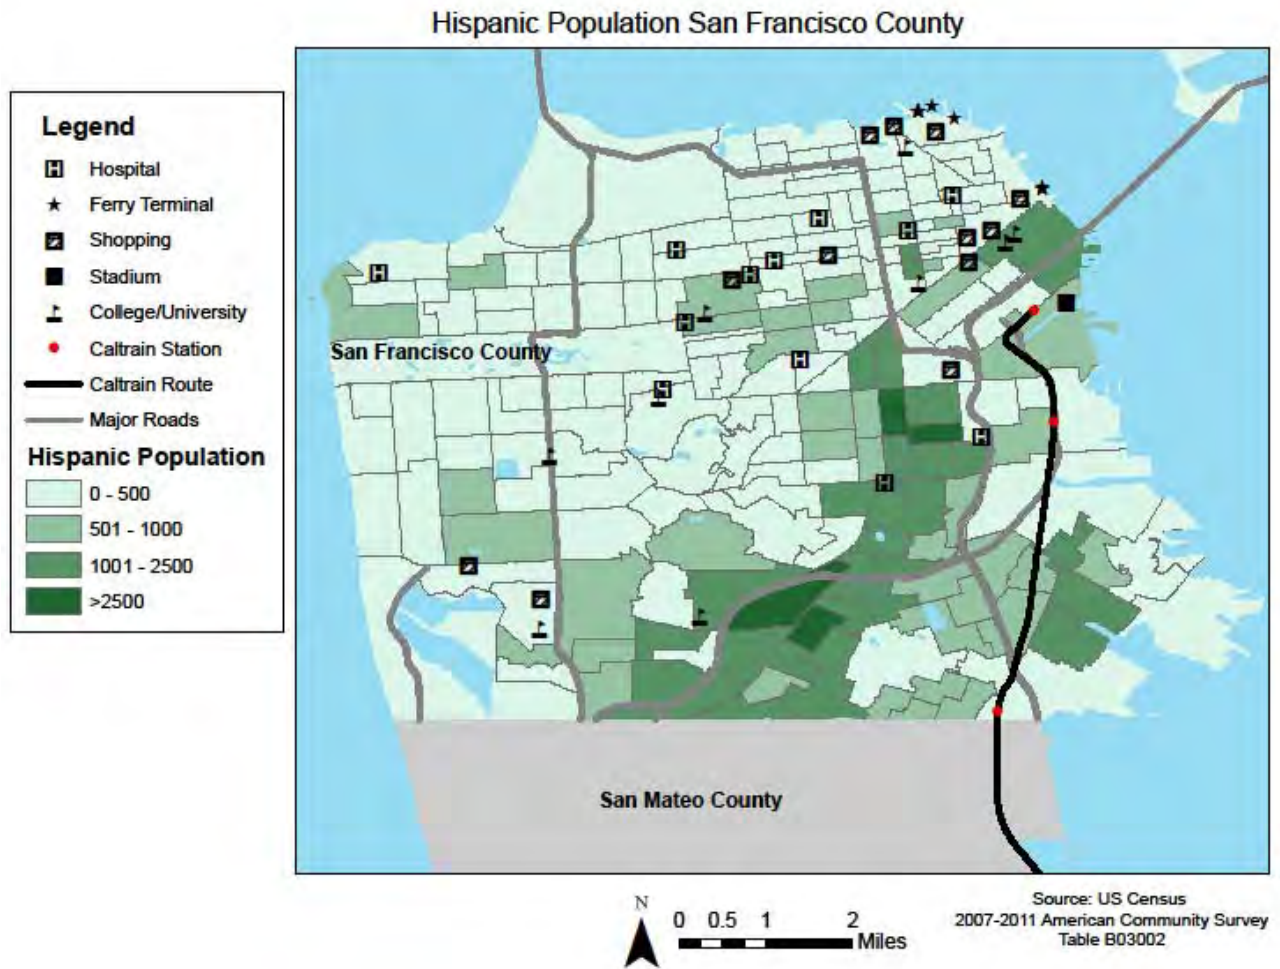 Hispanic Population San Francisco County
Legend
Hospital
Ferry Terminal
Shopping
Stadium
College/University
Caltrain Station
Caltrain Route
Major Roads
Hispanic Population
0 - 500
501 - 1000
1001 - 2500
>2500
San Francisco County
San Mateo County
N
0 0.5 1 2
Miles
Source: US Census
2007-2011 American Community Survey
Table B03002